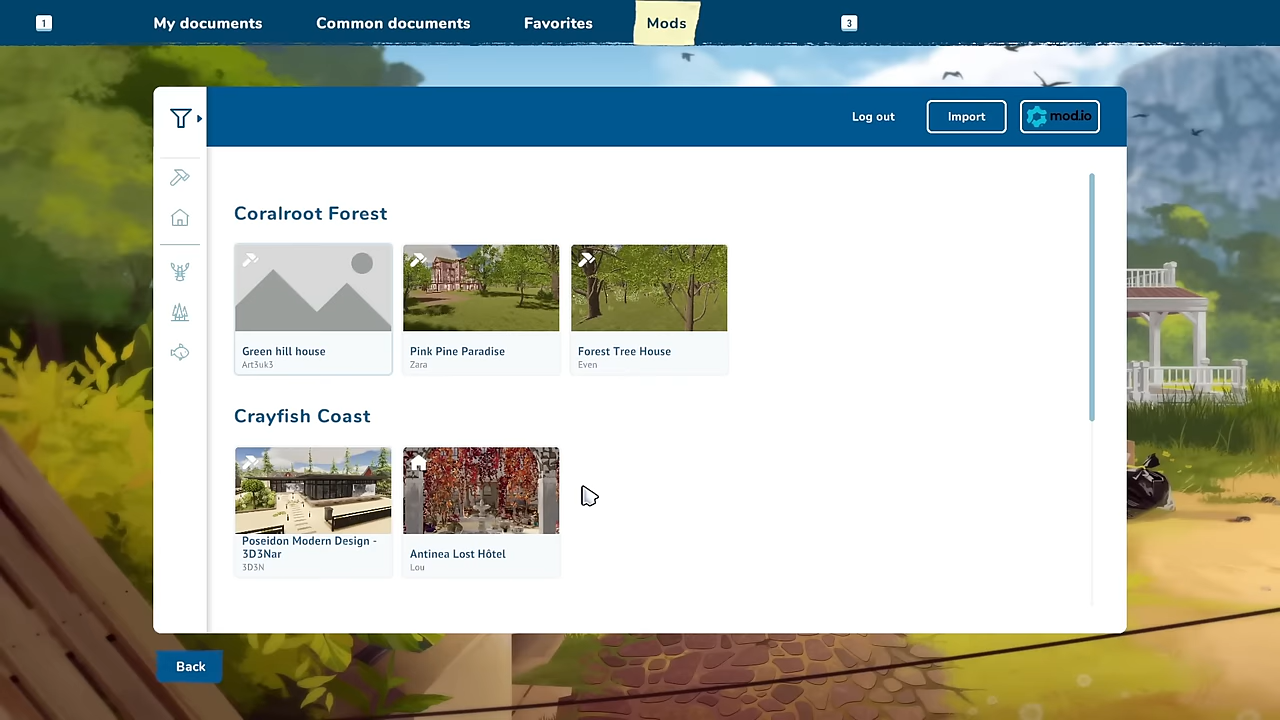 1
My documents
Common documents
Favorites
Mods
3
Log out
Import
mod.io
Coralroot Forest
Green hill house
Art3uk3
Pink Pine Paradise
Zara
Forest Tree House
Even
Crayfish Coast
Poseidon Modern Design -
3D3Nar
3D3N
Antinea Lost Hôtel
Lou
Back